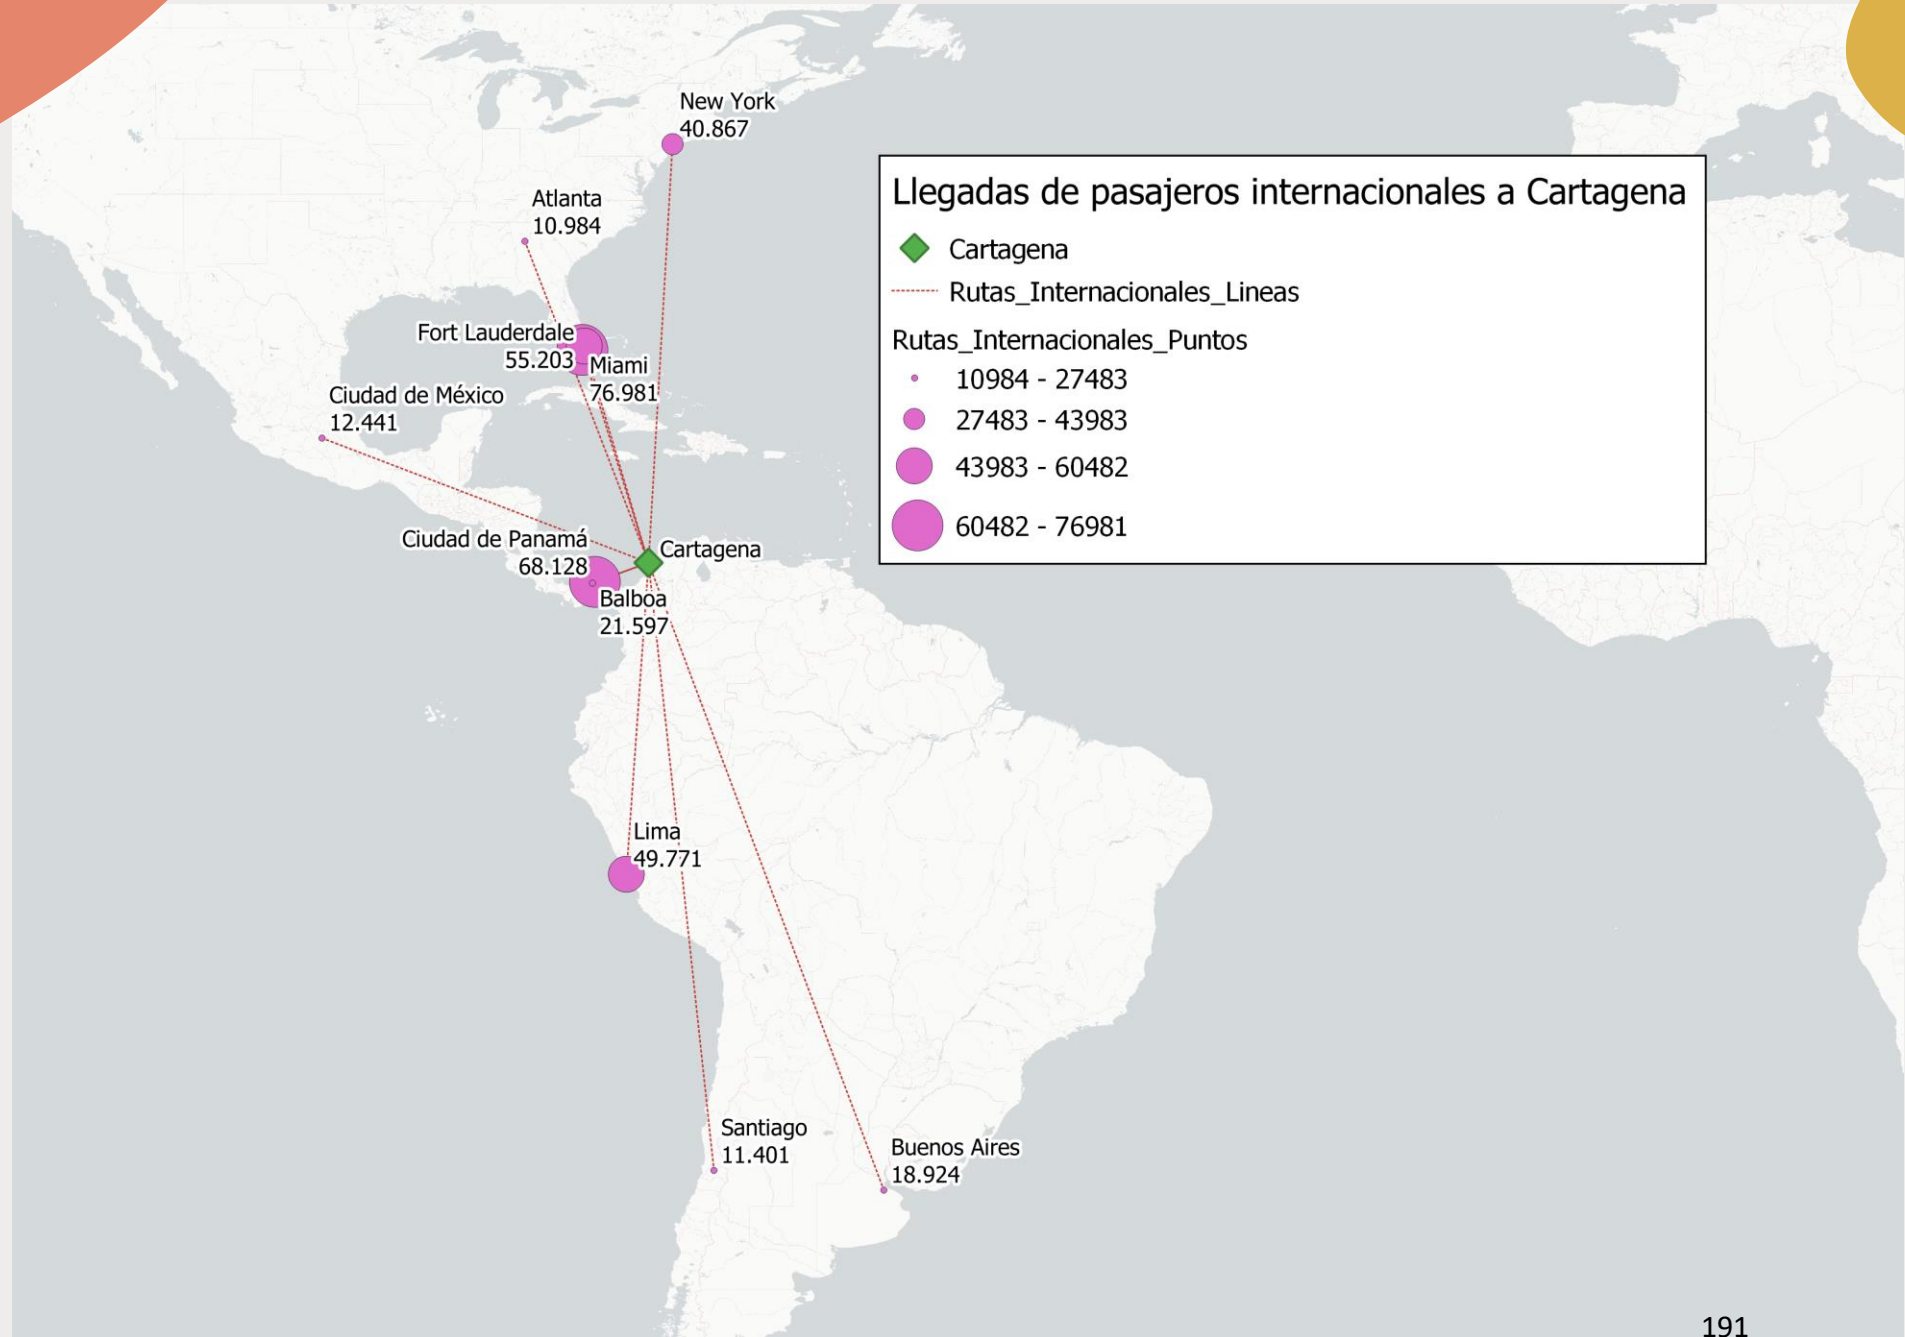 New York
40.867
Atlanta
10.984
Llegadas de pasajeros internacionales a Cartagena
Cartagena
Rutas_Internacionales_Lineas
Rutas_Internacionales_Puntos
10984 - 27483
27483 - 43983
43983 - 60482
60482 - 76981
Fort Lauderdale
55.203
Miami
76.981
Ciudad de México
12.441
Ciudad de Panamá
68.128
Cartagena
Balboa
21.597
Lima
49.771
Santiago
11.401
Buenos Aires
18.924
191